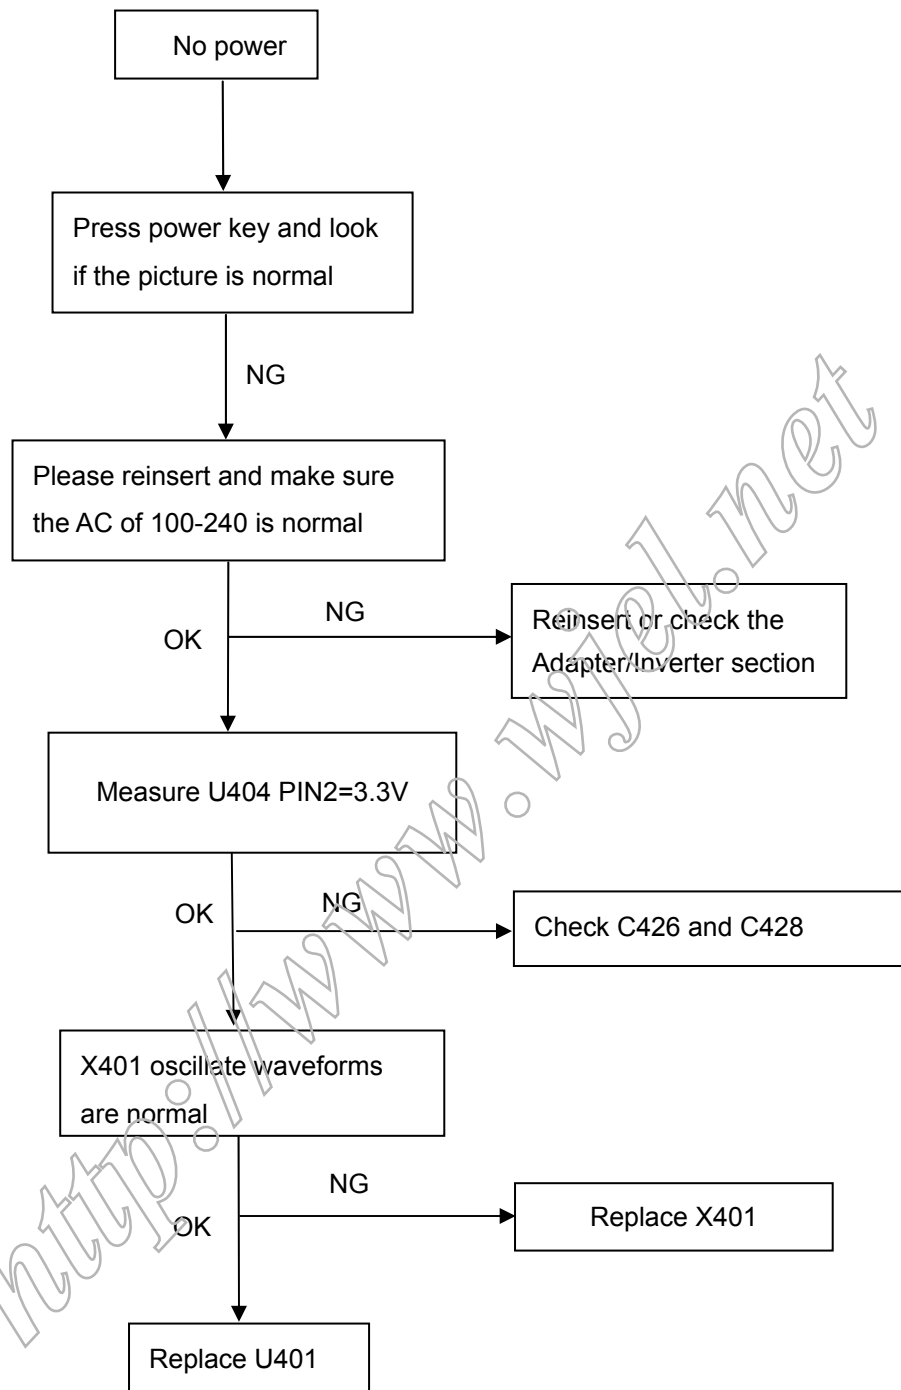 No power
Press power key and look
if the picture is normal
NG
Please reinsert and make sure
the AC of 100-240 is normal
NG
OK
Reinsert or check the
Adapter/Inverter section
Measure U404 PIN2=3.3V
NG
OK
Check C426 and C428
X401 oscillate waveforms
are normal
NG
OK
Replace X401
Replace U401
http://www.wjel.net